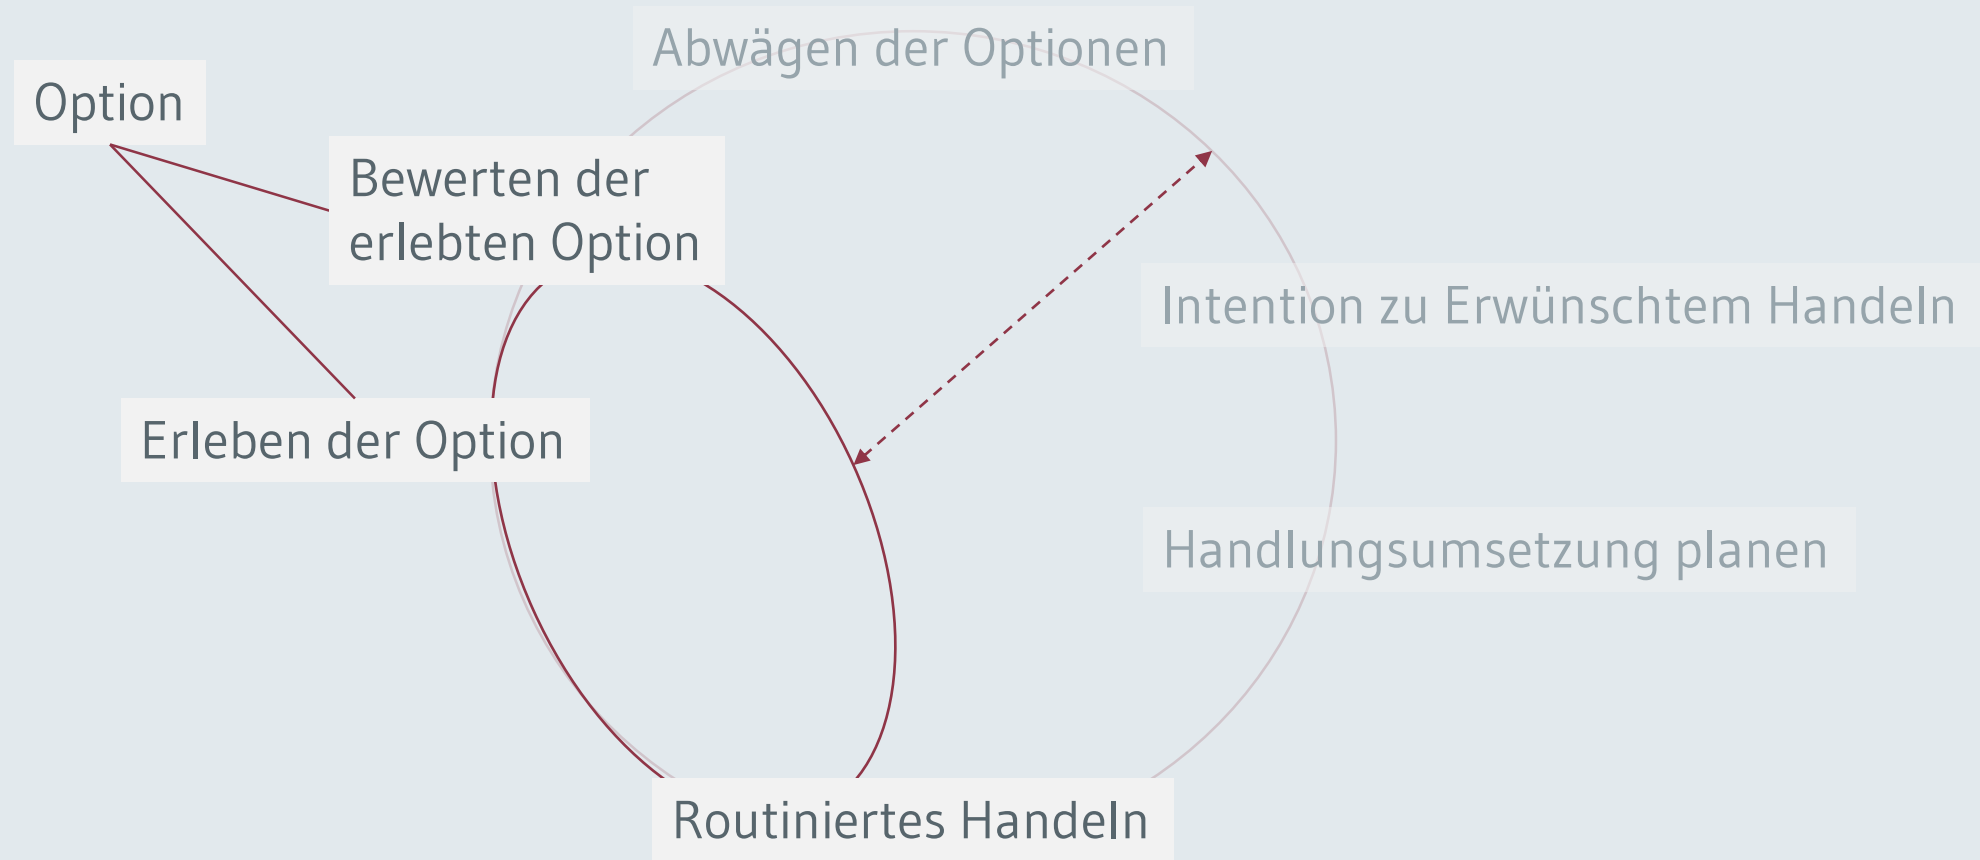 Abwägen der Optionen
Option
Bewerten der
erlebten Option
Intention zu Erwünschtem Handeln
Erleben der Option
Handlungsumsetzung planen
Routiniertes Handeln